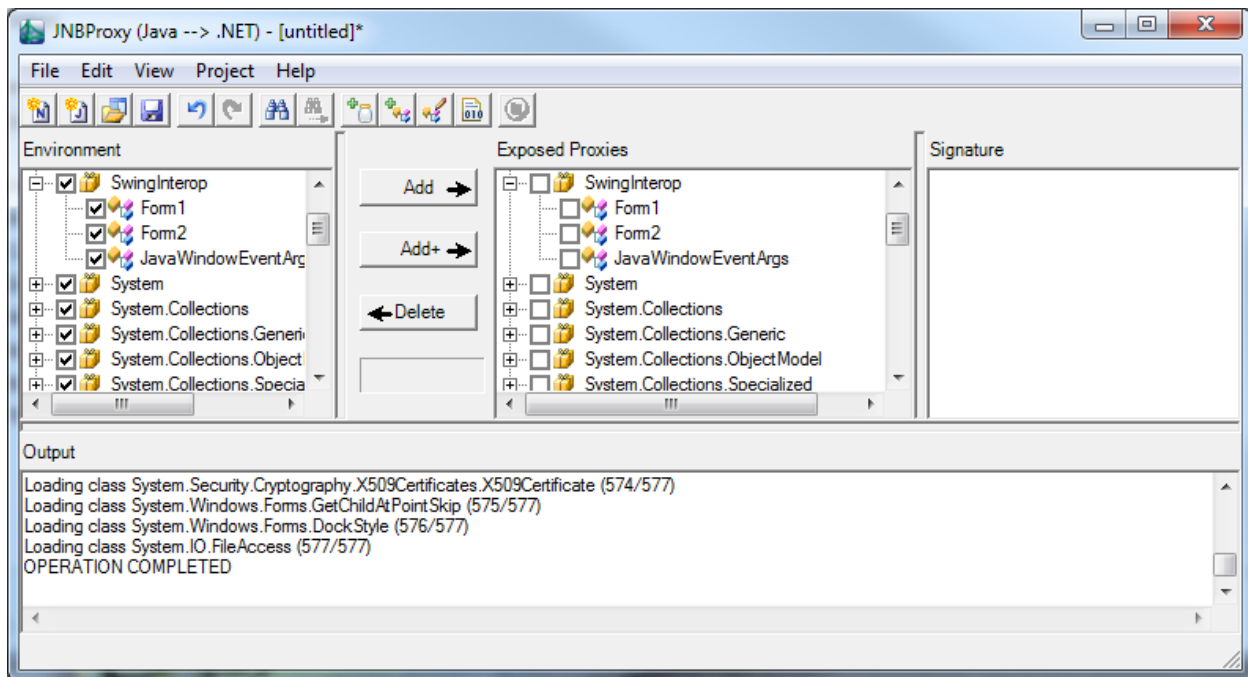 JNBProxy (Java --> .NET) - [untitled]*
File Edit View Project Help
Environment
SwingInterop
Form1
Form2
JavaWindowEventArg
System
System.Collections
System.Collections.Generi
System.Collections.Object
System.Collections.Specia
Add
Add+
Delete
Exposed Proxies
SwingInterop
Form1
Form2
JavaWindowEventArgs
System
System.Collections
System.Collections.Generic
System.Collections.ObjectModel
System.Collections.Specialized
Signature
Output
Loading class System.Security.Cryptography.X509Certificates.X509Certificate (574/577)
Loading class System.Windows.Forms.GetChildAtPointSkip (575/577)
Loading class System.Windows.Forms.DockStyle (576/577)
Loading class System.IO.FileAccess (577/577)
OPERATION COMPLETED